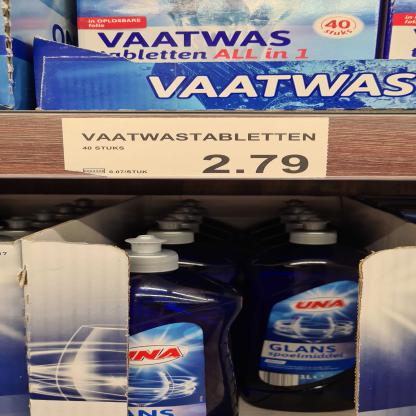 in OPLOSBARE
folie
VAATWAS
tabletten ALL in 1
40
stuks
VAATWAS
VAATWASTABLETTEN
40 STUKS
0.07/STUK
2.79
UNA
GLANS
spoelmiddel
UNA